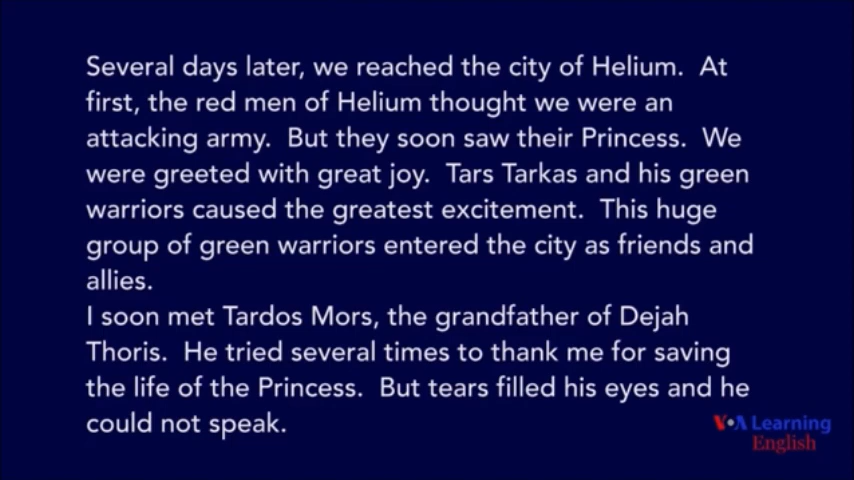 Several days later, we reached the city of Helium.  At
first, the red men of Helium thought we were an
attacking army.  But they soon saw their Princess.  We
were greeted with great joy.  Tars Tarkas and his green
warriors caused the greatest excitement.  This huge
group of green warriors entered the city as friends and
allies.
I soon met Tardos Mors, the grandfather of Dejah
Thoris.  He tried several times to thank me for saving
the life of the Princess.  But tears filled his eyes and he
could not speak.
VOA Learning
English